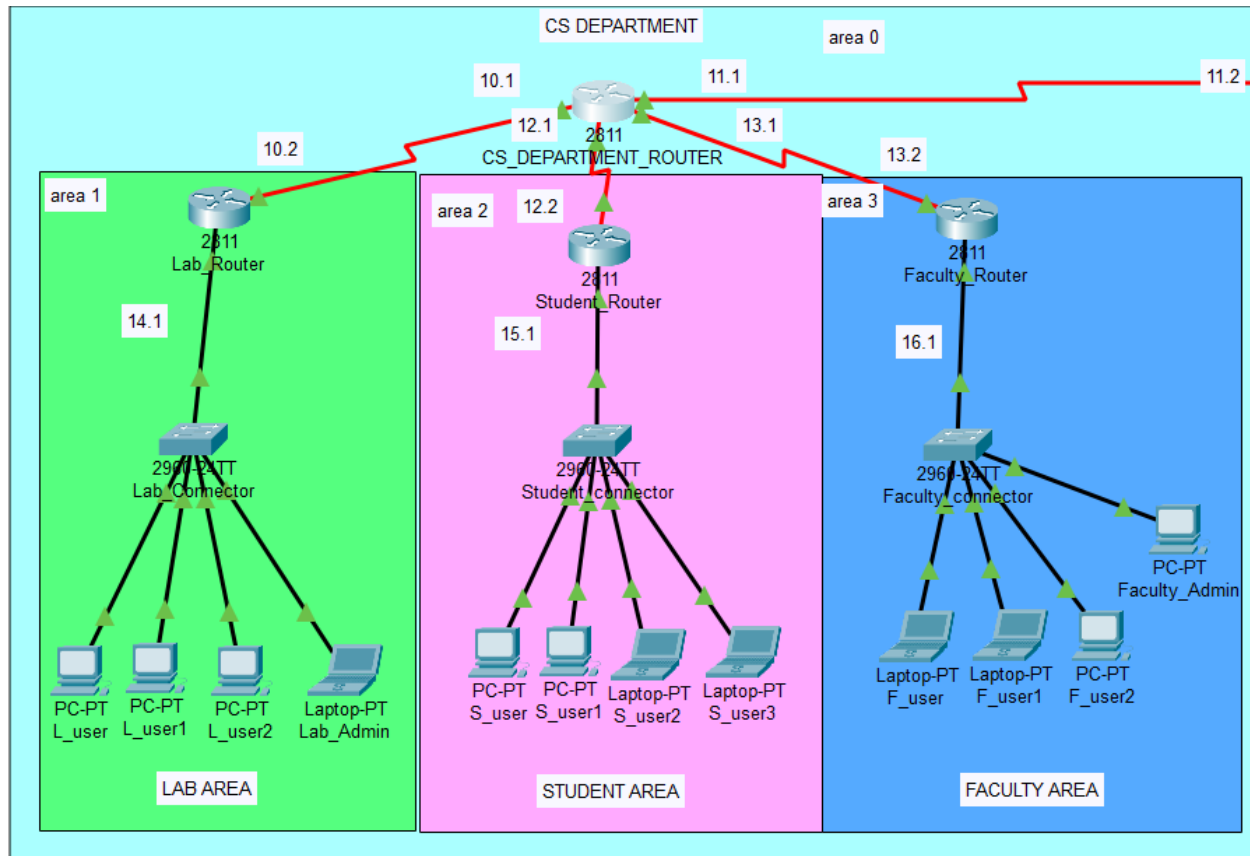 CS DEPARTMENT
area 0
10.1
11.1
11.2
12.1
13.1
2811
CS_DEPARTMENT_ROUTER
10.2
13.2
area 1
area 2
12.2
area 3
2811
Lab_Router
2811
Student_Router
2811
Faculty_Router
14.1
15.1
16.1
2960-24TT
Lab_Connector
2960-24TT
Student_connector
2960-24TT
Faculty_connector
PC-PT
Faculty_Admin
PC-PT
L_user
PC-PT
L_user1
PC-PT
L_user2
Laptop-PT
Lab_Admin
PC-PT
S_user
PC-PT
S_user1
Laptop-PT
S_user2
Laptop-PT
S_user3
Laptop-PT
F_user
Laptop-PT
F_user1
PC-PT
F_user2
LAB AREA
STUDENT AREA
FACULTY AREA